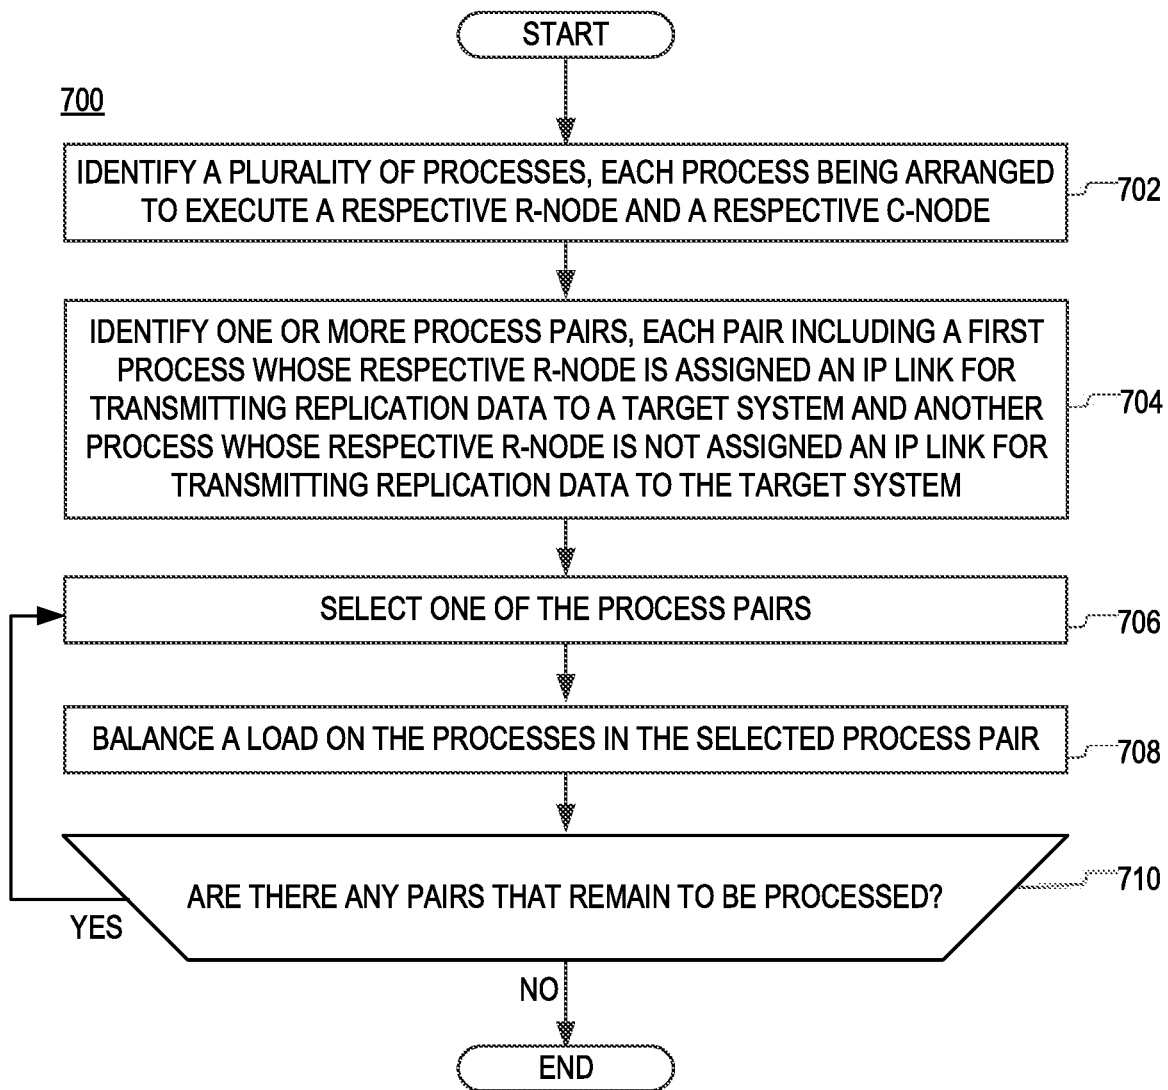 START
700
IDENTIFY A PLURALITY OF PROCESSES, EACH PROCESS BEING ARRANGED
TO EXECUTE A RESPECTIVE R-NODE AND A RESPECTIVE C-NODE
702
IDENTIFY ONE OR MORE PROCESS PAIRS, EACH PAIR INCLUDING A FIRST
PROCESS WHOSE RESPECTIVE R-NODE IS ASSIGNED AN IP LINK FOR
TRANSMITTING REPLICATION DATA TO A TARGET SYSTEM AND ANOTHER
PROCESS WHOSE RESPECTIVE R-NODE IS NOT ASSIGNED AN IP LINK FOR
TRANSMITTING REPLICATION DATA TO THE TARGET SYSTEM
704
SELECT ONE OF THE PROCESS PAIRS
706
BALANCE A LOAD ON THE PROCESSES IN THE SELECTED PROCESS PAIR
708
ARE THERE ANY PAIRS THAT REMAIN TO BE PROCESSED?
710
YES
NO
END